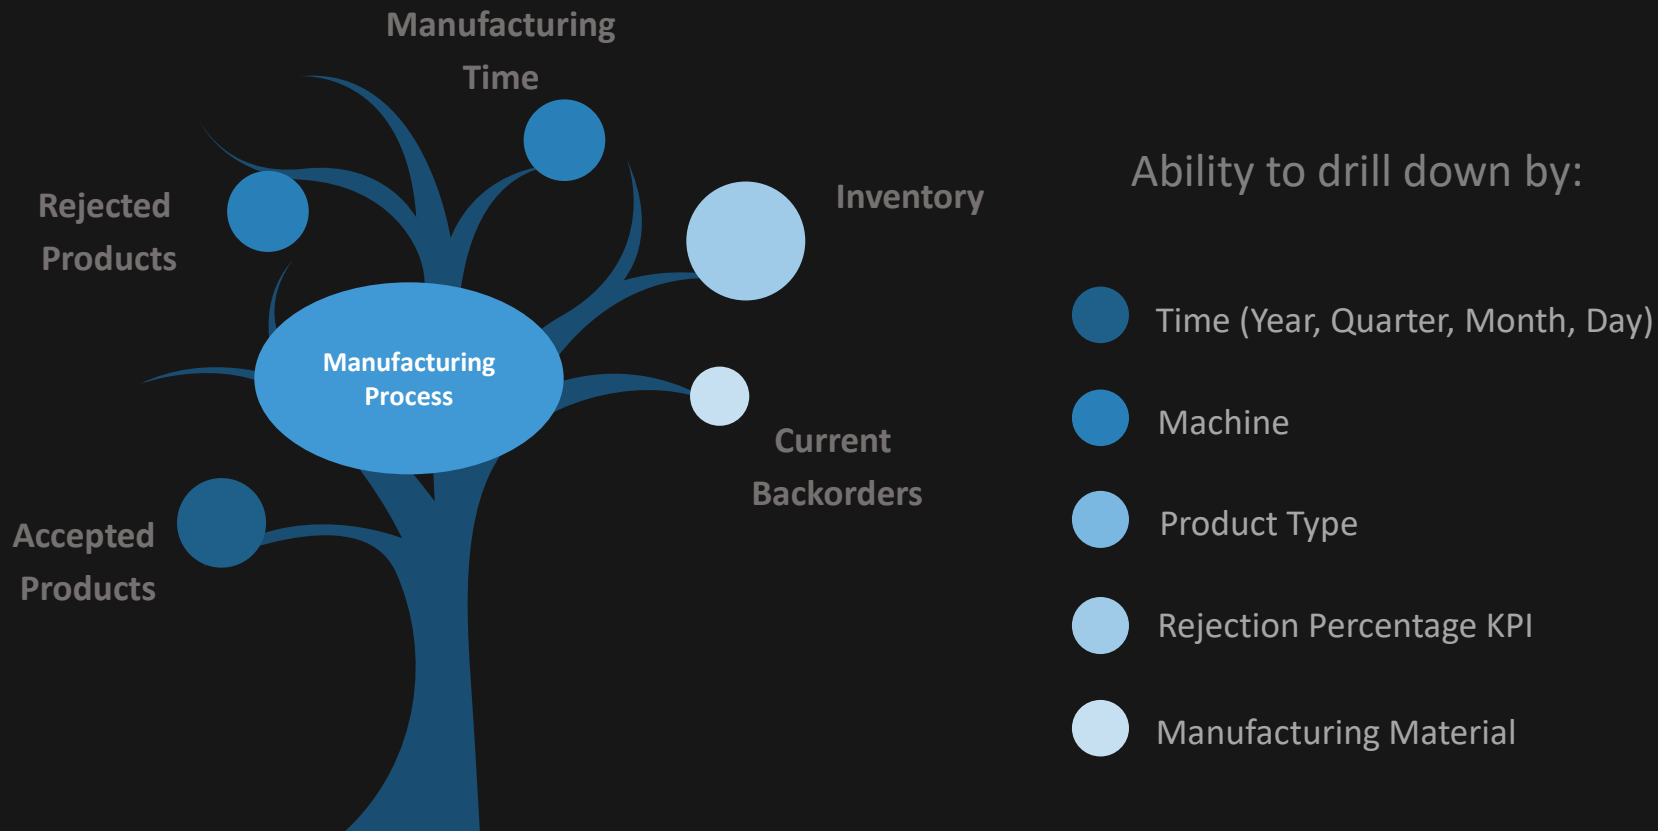 Manufacturing
Time
Rejected
Products
Inventory
Manufacturing
Process
Current
Backorders
Accepted
Products
Ability to drill down by:
Time (Year, Quarter, Month, Day)
Machine
Product Type
Rejection Percentage KPI
Manufacturing Material